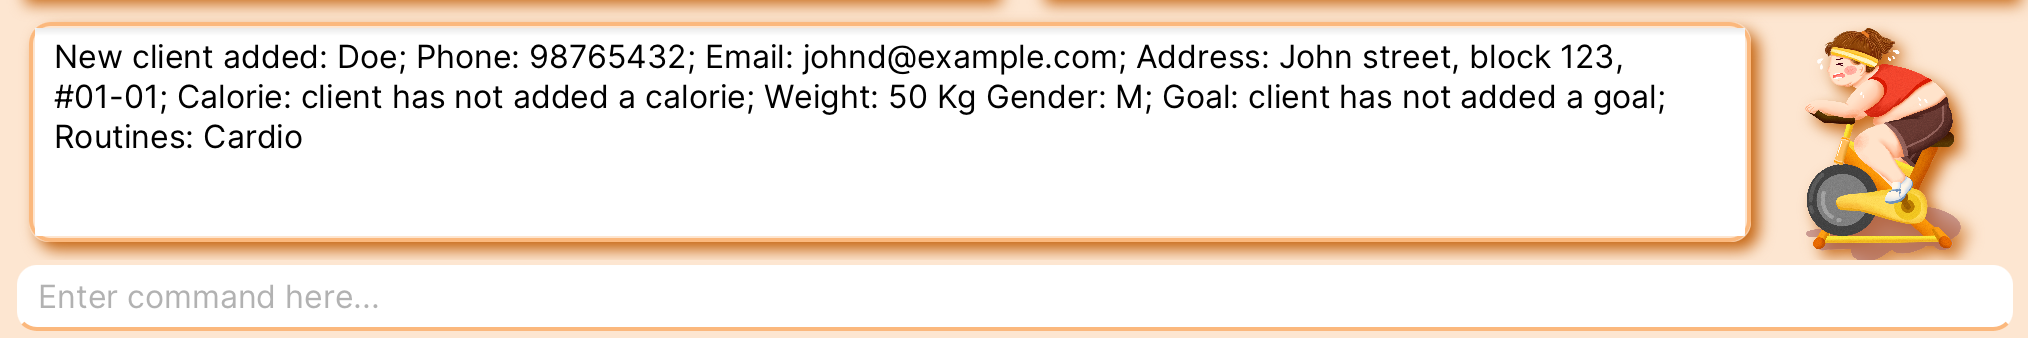 New client added: Doe; Phone: 98765432; Email: johnd@example.com; Address: John street, block 123,
#01-01; Calorie: client has not added a calorie; Weight: 50 Kg Gender: M; Goal: client has not added a goal;
Routines: Cardio
Enter command here...